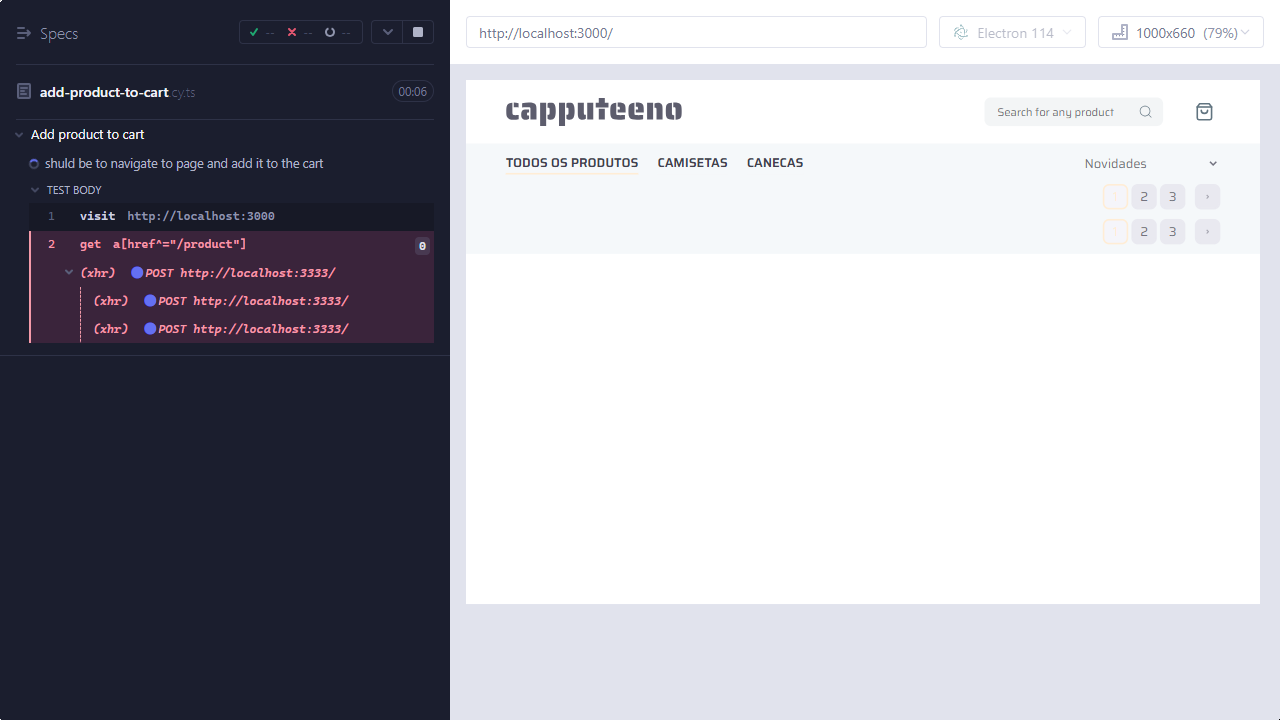 Specs
-- -- --
add-product-to-cart.cy.ts 00:06
Add product to cart
shuld be to navigate to page and add it to the cart
TEST BODY
1 visit http://localhost:3000
2 get a[href^="/product"] 0
(xhr) POST http://localhost:3333/
(xhr) POST http://localhost:3333/
(xhr) POST http://localhost:3333/
http://localhost:3000/
Electron 114
1000x660 (79%)
capputeeno
Search for any product
TODOS OS PRODUTOS CAMISETAS CANECAS
Novidades
1 2 3 ›
1 2 3 ›